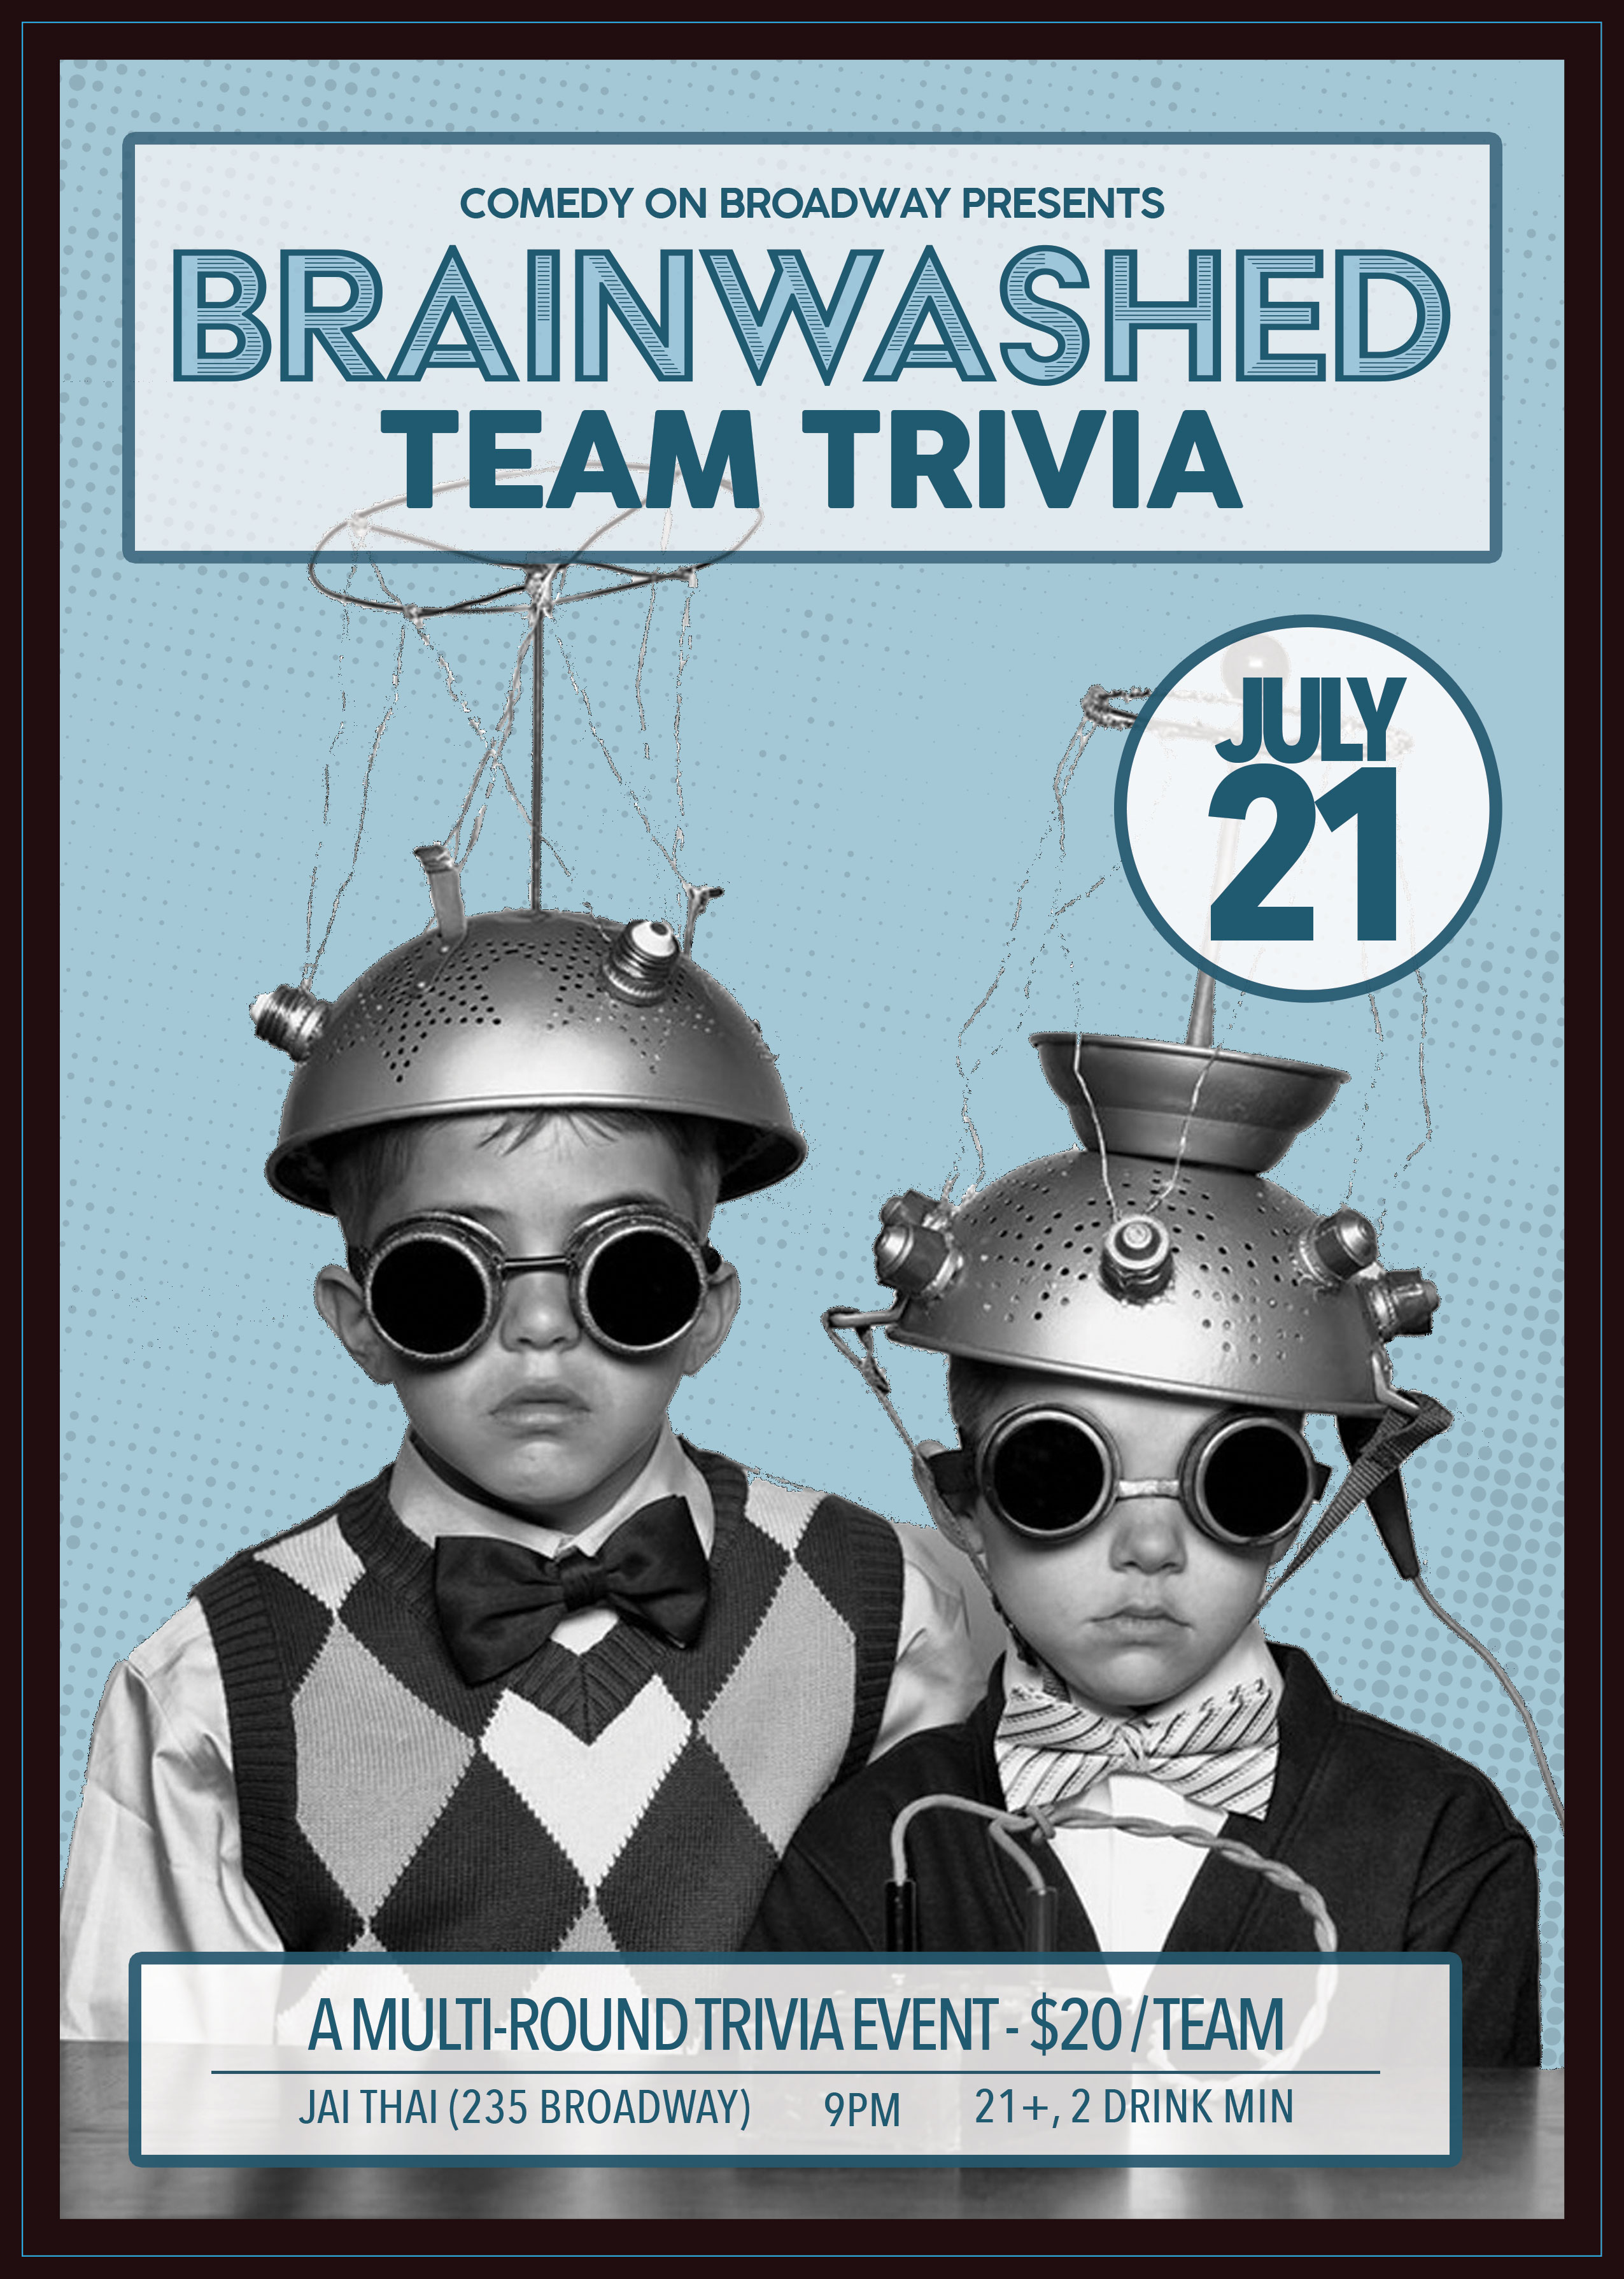 COMEDY ON BROADWAY PRESENTS
BRAINWASHED
TEAM TRIVIA
JULY
21
A MULTI-ROUND TRIVIA EVENT - $20 / TEAM
JAI THAI (235 BROADWAY) 9PM 21+, 2 DRINK MIN